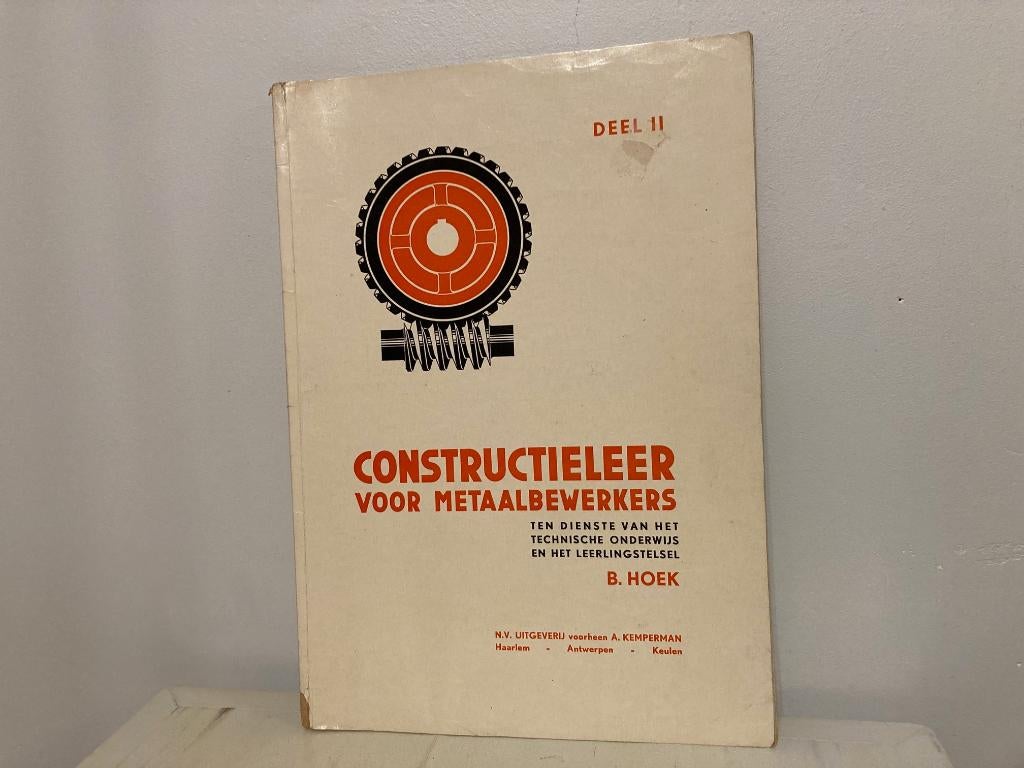 DEEL II
CONSTRUCTIELEER
VOOR METAALBEWERKERS
TEN DIENSTE VAN HET
TECHNISCHE ONDERWIJS
EN HET LEERLINGSTELSEL
B. HOEK
N.V. UITGEVERIJ voorheen A. KEMPERMAN
Haarlem - Antwerpen - Keulen